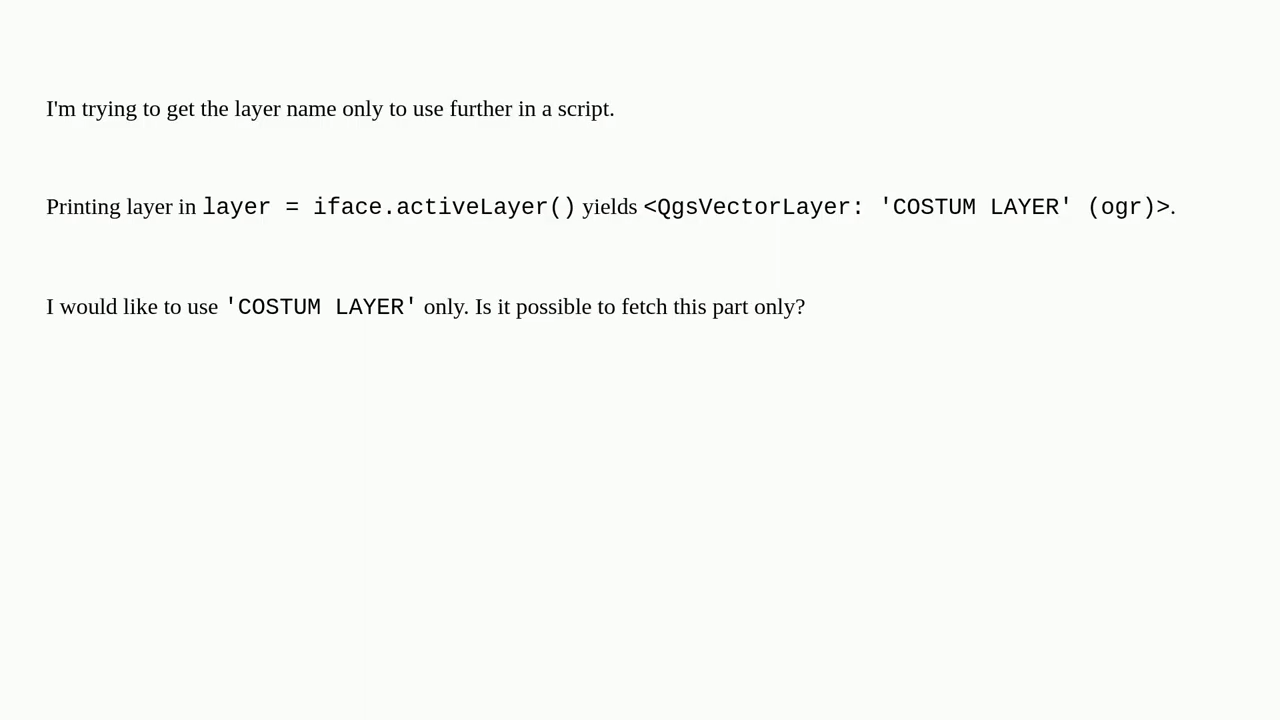 I'm trying to get the layer name only to use further in a script.
Printing layer in layer = iface.activeLayer() yields <QgsVectorLayer: 'COSTUM LAYER' (ogr)>.
I would like to use 'COSTUM LAYER' only. Is it possible to fetch this part only?